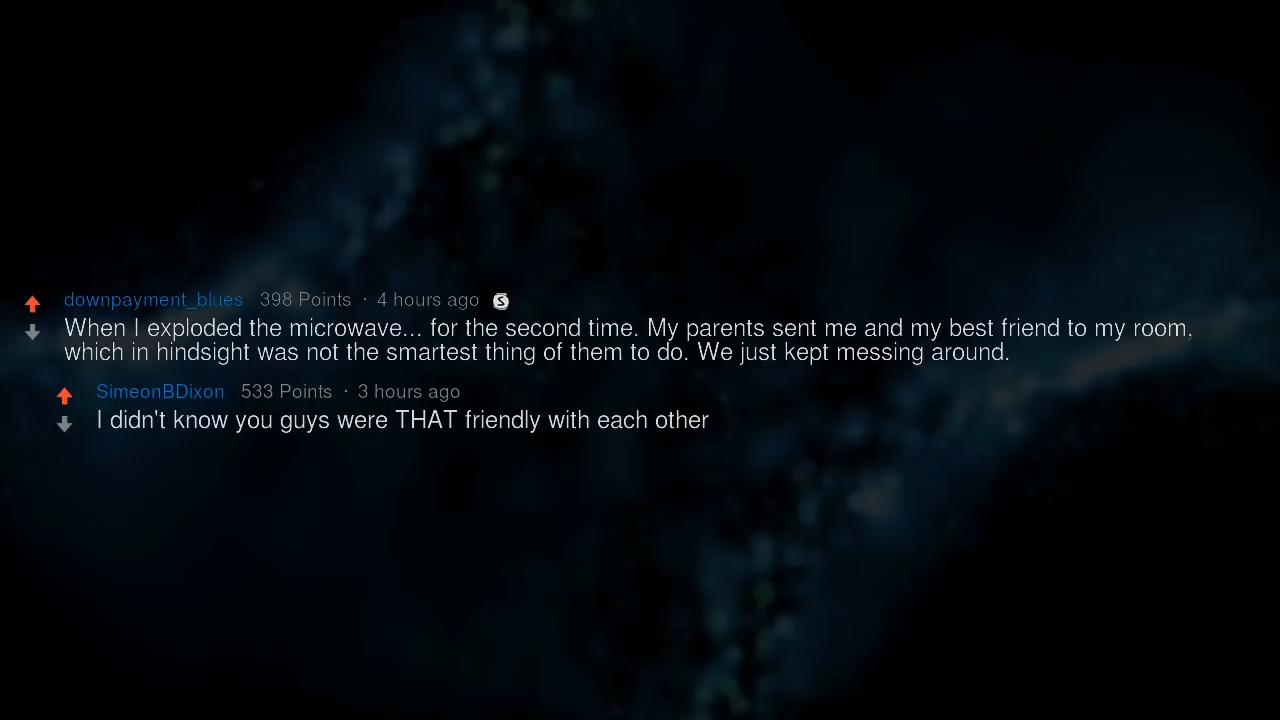 downpayment_blues 398 Points · 4 hours ago S
When I exploded the microwave... for the second time. My parents sent me and my best friend to my room,
which in hindsight was not the smartest thing of them to do. We just kept messing around.
SimeonBDixon 533 Points · 3 hours ago
I didn't know you guys were THAT friendly with each other